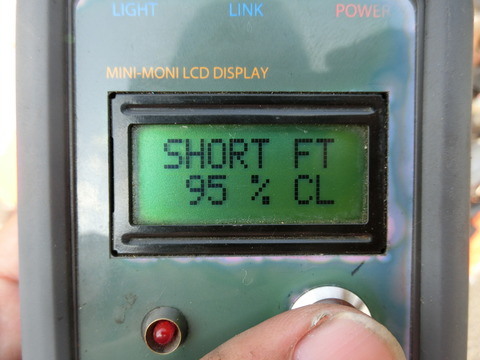 LIGHT LINK POWER
MINI-MONI LCD DISPLAY
SHORT FT
95 % CL